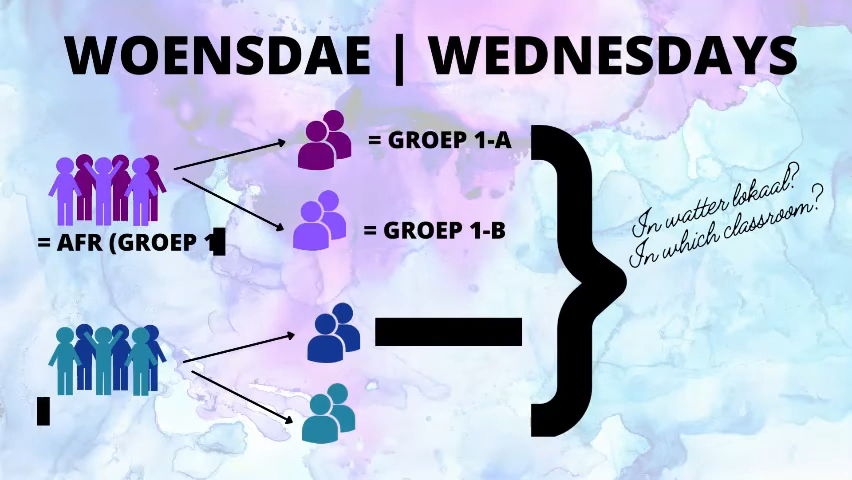 WOENSDAE | WEDNESDAYS
= GROEP 1-A
= AFR (GROEP 1
= GROEP 1-B
In watter lokaal?
In which classroom?